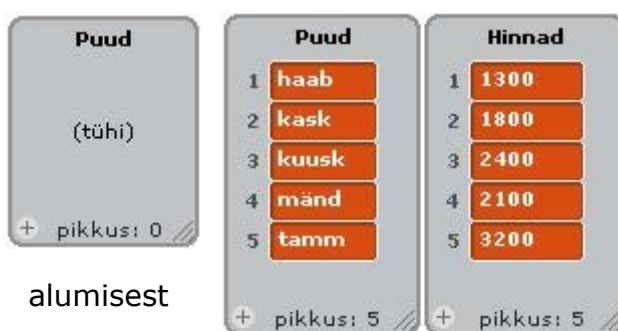 Puud
(tühi)
+ pikkus: 0
alumisest
Puud
1 haab
2 kask
3 kuusk
4 mänd
5 tamm
+ pikkus: 5
Hinnad
1 1300
2 1800
3 2400
4 2100
5 3200
+ pikkus: 5